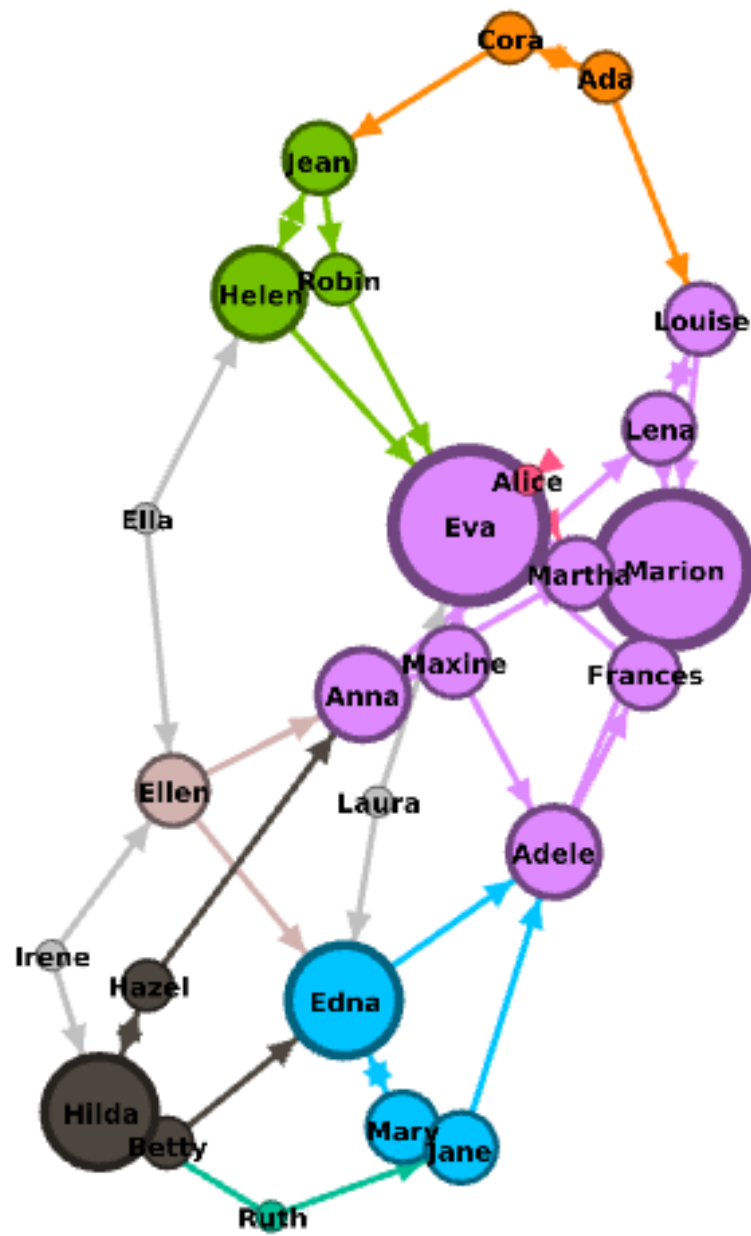 Cora
Ada
Jean
Robin
Helen
Louise
Lena
Alice
Ella
Eva
Martha
Marion
Maxine
Frances
Anna
Ellen
Laura
Adele
Irene
Hazel
Edna
Hilda
Mary
Betty
Jane
Ruth